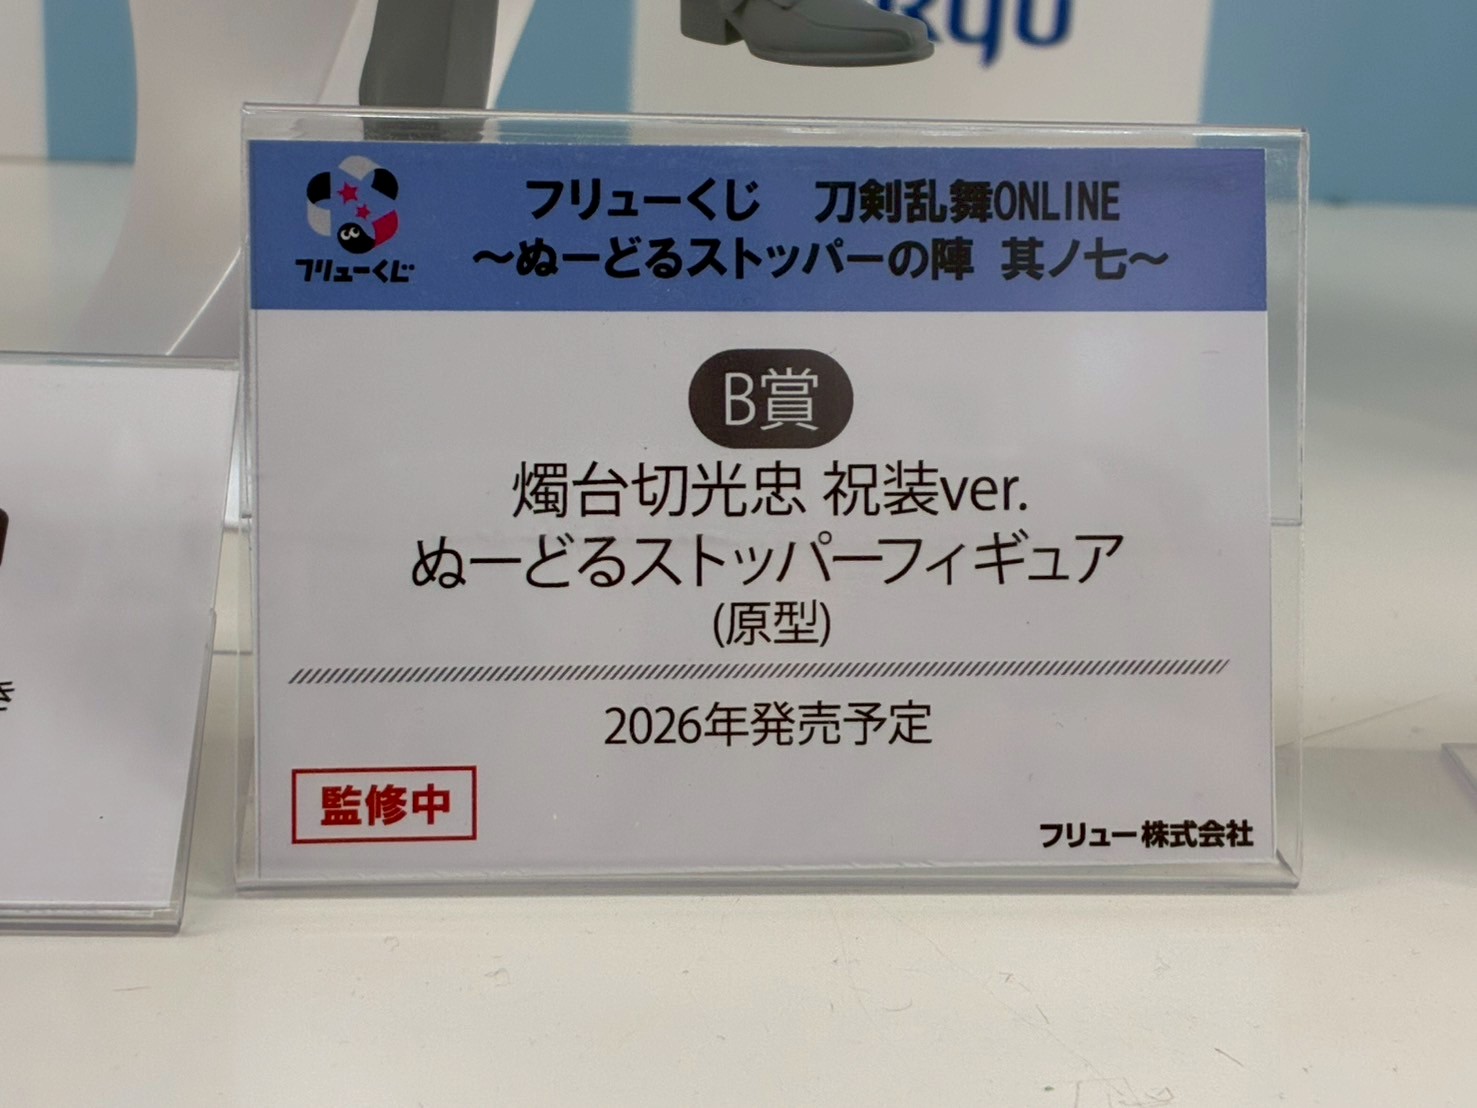 フリューくじ
フリューくじ　刀剣乱舞ONLINE
～ぬーどるストッパーの陣 其ノ七～
B賞
燭台切光忠 祝装ver.
ぬーどるストッパーフィギュア
(原型)
2026年発売予定
監修中
フリュー株式会社
き